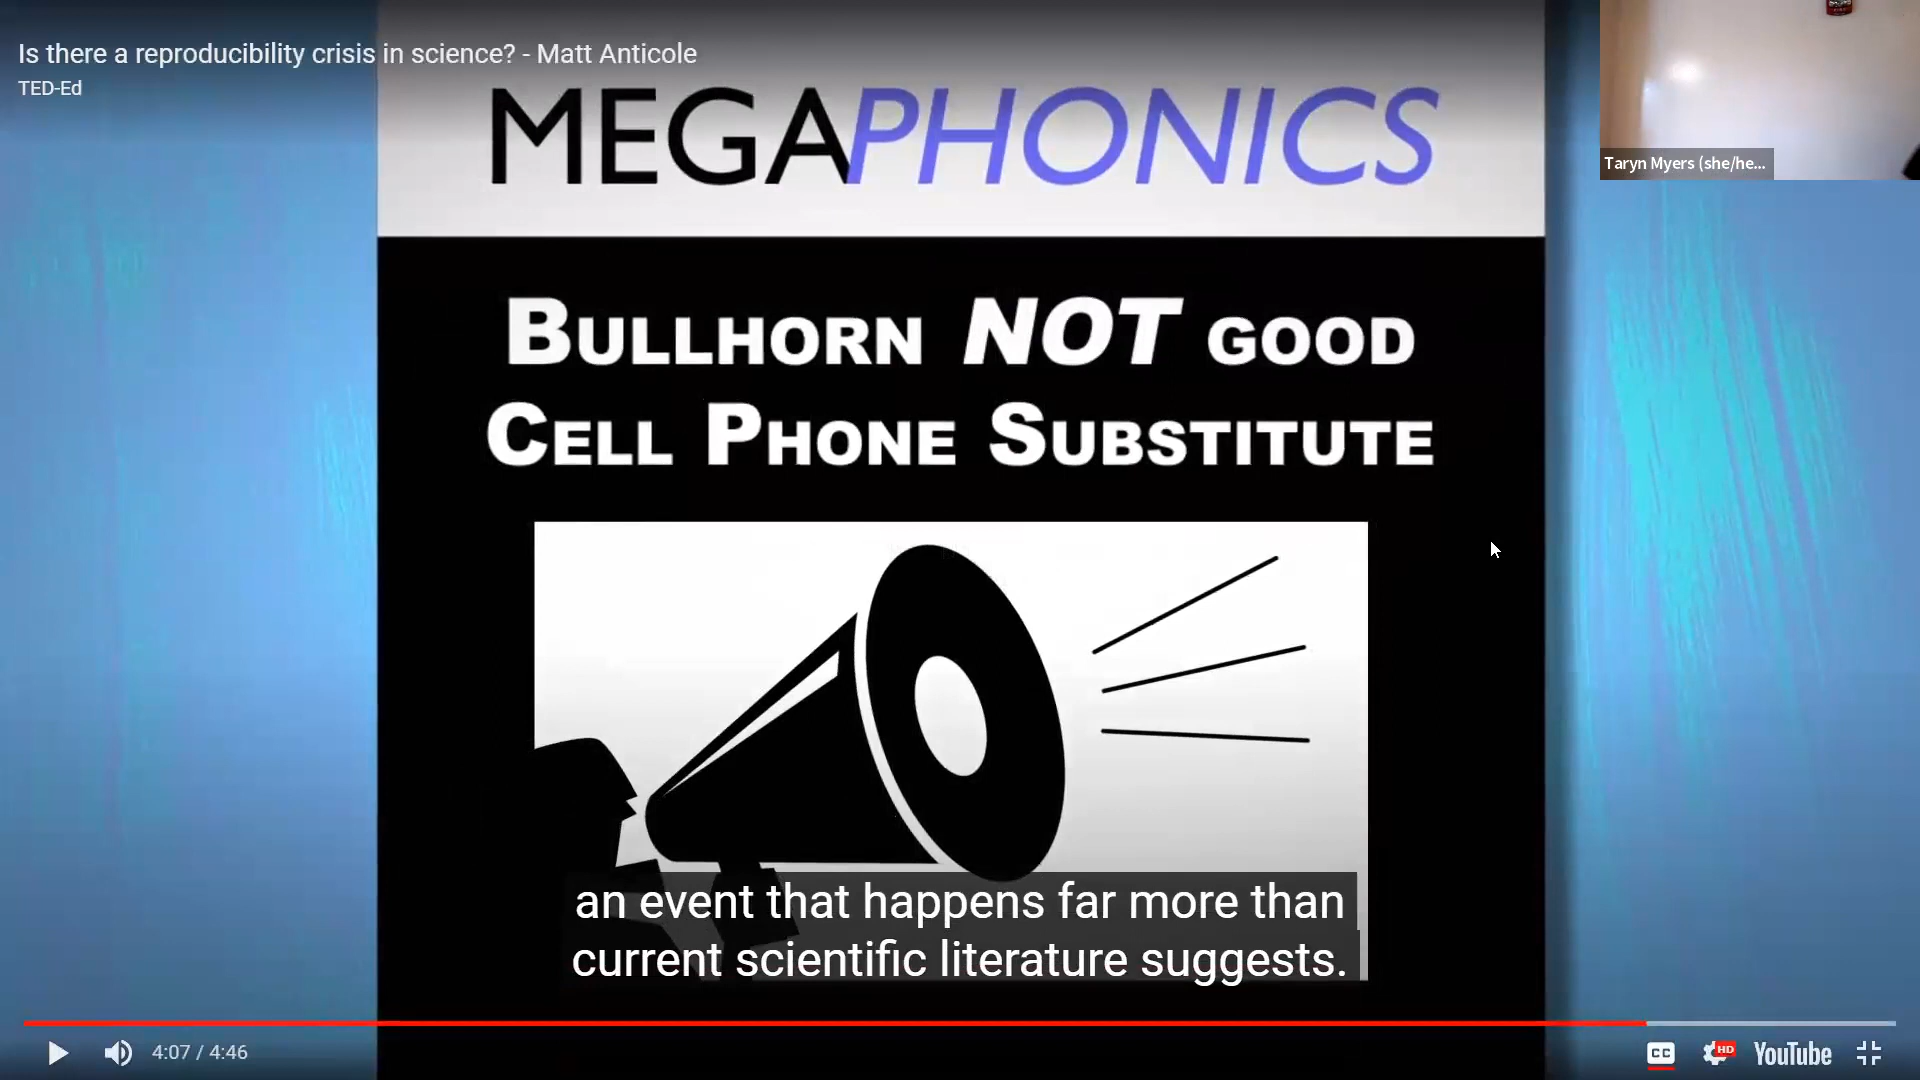 Is there a reproducibility crisis in science? - Matt Anticole
TED-Ed
Taryn Myers (she/he...
MEGAPHONICS
BULLHORN NOT GOOD
CELL PHONE SUBSTITUTE
an event that happens far more than
current scientific literature suggests.
4:07 / 4:46
CC
HD
YouTube